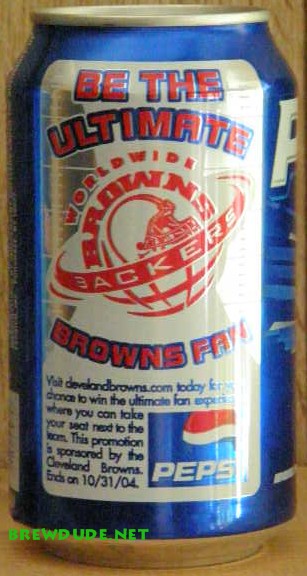 BE THE
ULTIMATE
WORLDWIDE
BROWNS
BACKERS
BROWNS FAN
Visit clevelandbrowns.com today for
chance to win the ultimate fan
where you can take
your seat next to the
team. This promotion
is sponsored by the
Cleveland Browns.
Ends on 10/31/04.
PEPSI
BREWDUDE.NET